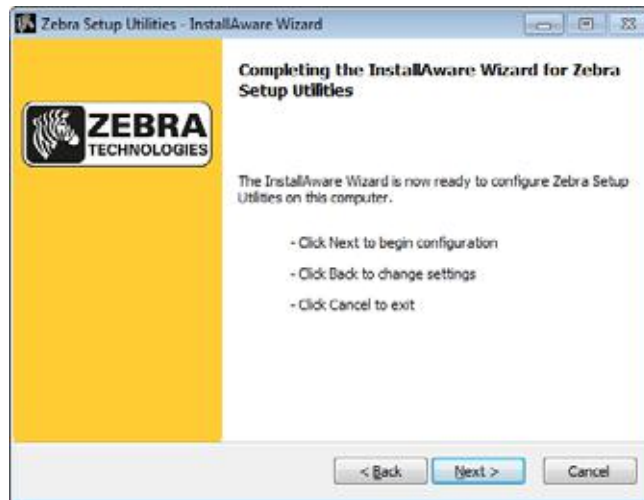 Zebra Setup Utilities - InstallAware Wizard
Completing the InstallAware Wizard for Zebra
Setup Utilities
ZEBRA
TECHNOLOGIES
The InstallAware Wizard is now ready to configure Zebra Setup
Utilities on this computer.
- Click Next to begin configuration
- Click Back to change settings
- Click Cancel to exit
< Back
Next >
Cancel